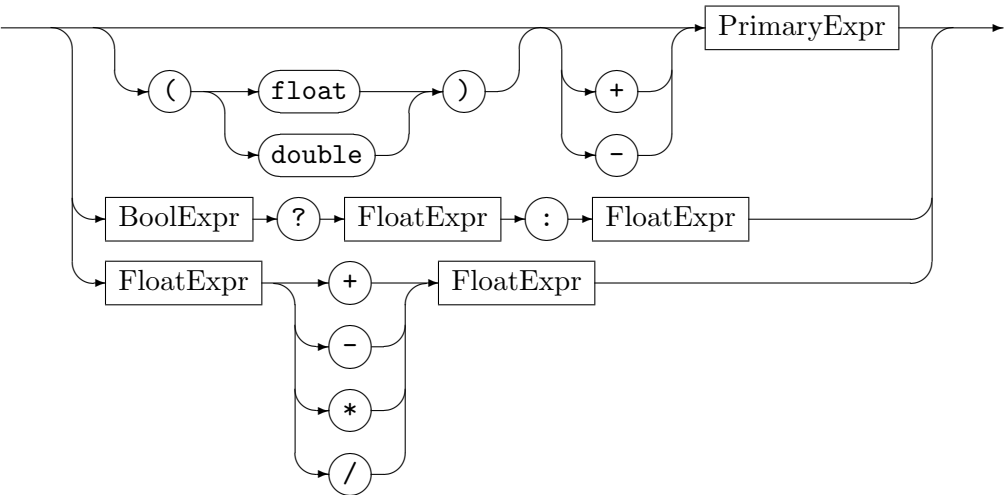 PrimaryExpr
( float ) +
double -
BoolExpr ? FloatExpr : FloatExpr
FloatExpr + FloatExpr
-
*
/